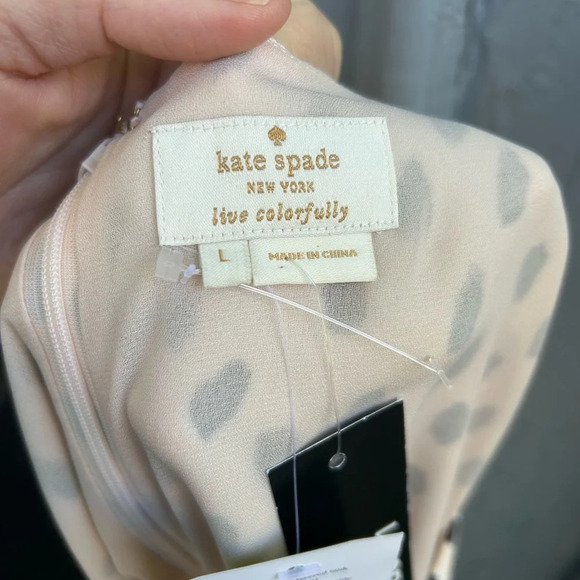 kate spade
NEW YORK
live colorfully
L
MADE IN CHINA